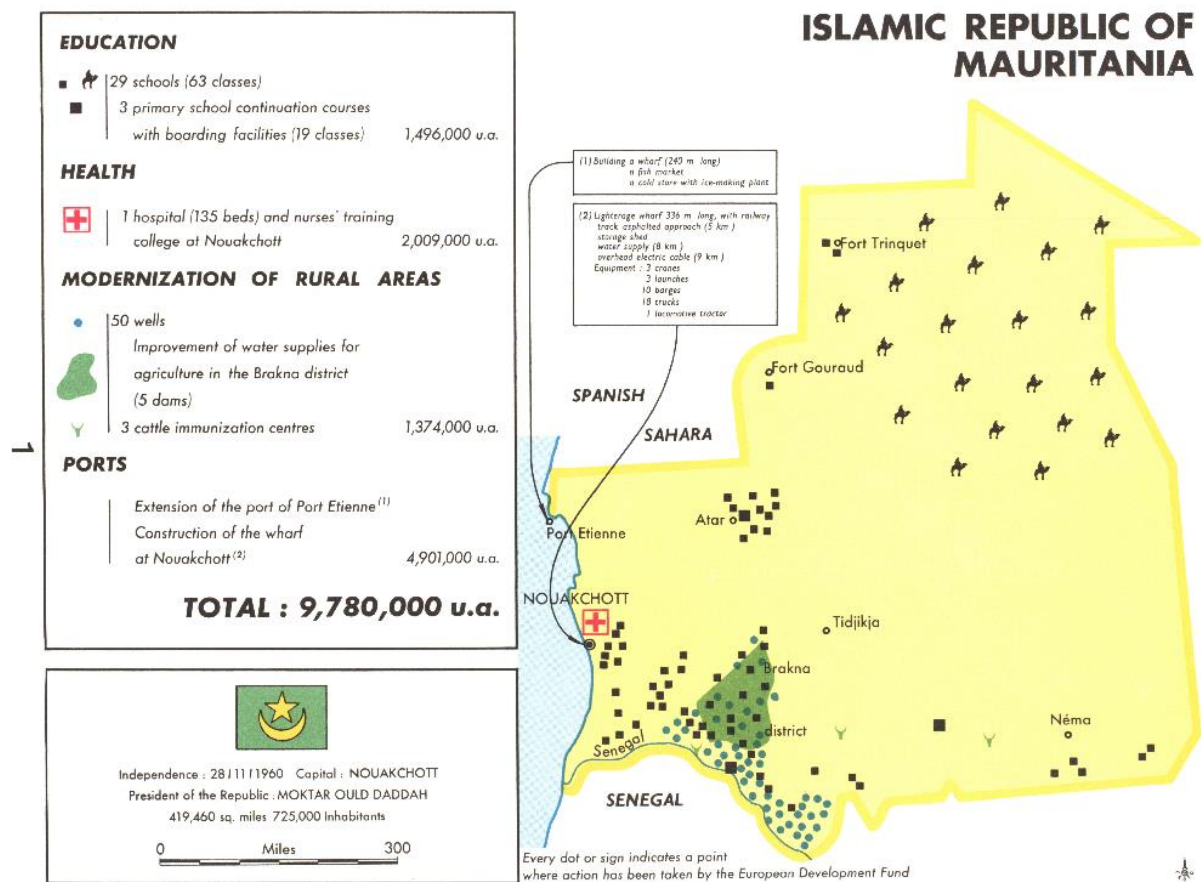 ISLAMIC REPUBLIC OF
MAURITANIA
EDUCATION
29 schools (63 classes)
3 primary school continuation courses
with boarding facilities (19 classes) 1,496,000 u.a.
HEALTH
1 hospital (135 beds) and nurses' training
college at Nouakchott 2,009,000 u.a.
MODERNIZATION OF RURAL AREAS
50 wells
Improvement of water supplies for
agriculture in the Brakna district
(5 dams)
3 cattle immunization centres 1,374,000 u.a.
PORTS
Extension of the port of Port Etienne (1)
Construction of the wharf
at Nouakchott (2) 4,901,000 u.a.
TOTAL : 9,780,000 u.a.
1
Independence : 28/11/1960 Capital : NOUAKCHOTT
President of the Republic : MOKTAR OULD DADDAH
419,460 sq. miles 725,000 Inhabitants
0 Miles 300
(1) Building a wharf (240 m long)
a fish market
a cold store with ice-making plant
(2) Lighterage wharf 336 m long, with railway
track asphalted approach (5 km)
storage shed
water supply (8 km)
overhead electric cable (9 km)
Equipment : 3 cranes
3 launches
10 barges
18 trucks
1 locomotive tractor
Fort Trinquet
Fort Gouraud
SPANISH
SAHARA
Port Etienne
Atar
NOUAKCHOTT
Tidjikja
Brakna
district
Néma
Senegal
SENEGAL
Every dot or sign indicates a point
where action has been taken by the European Development Fund